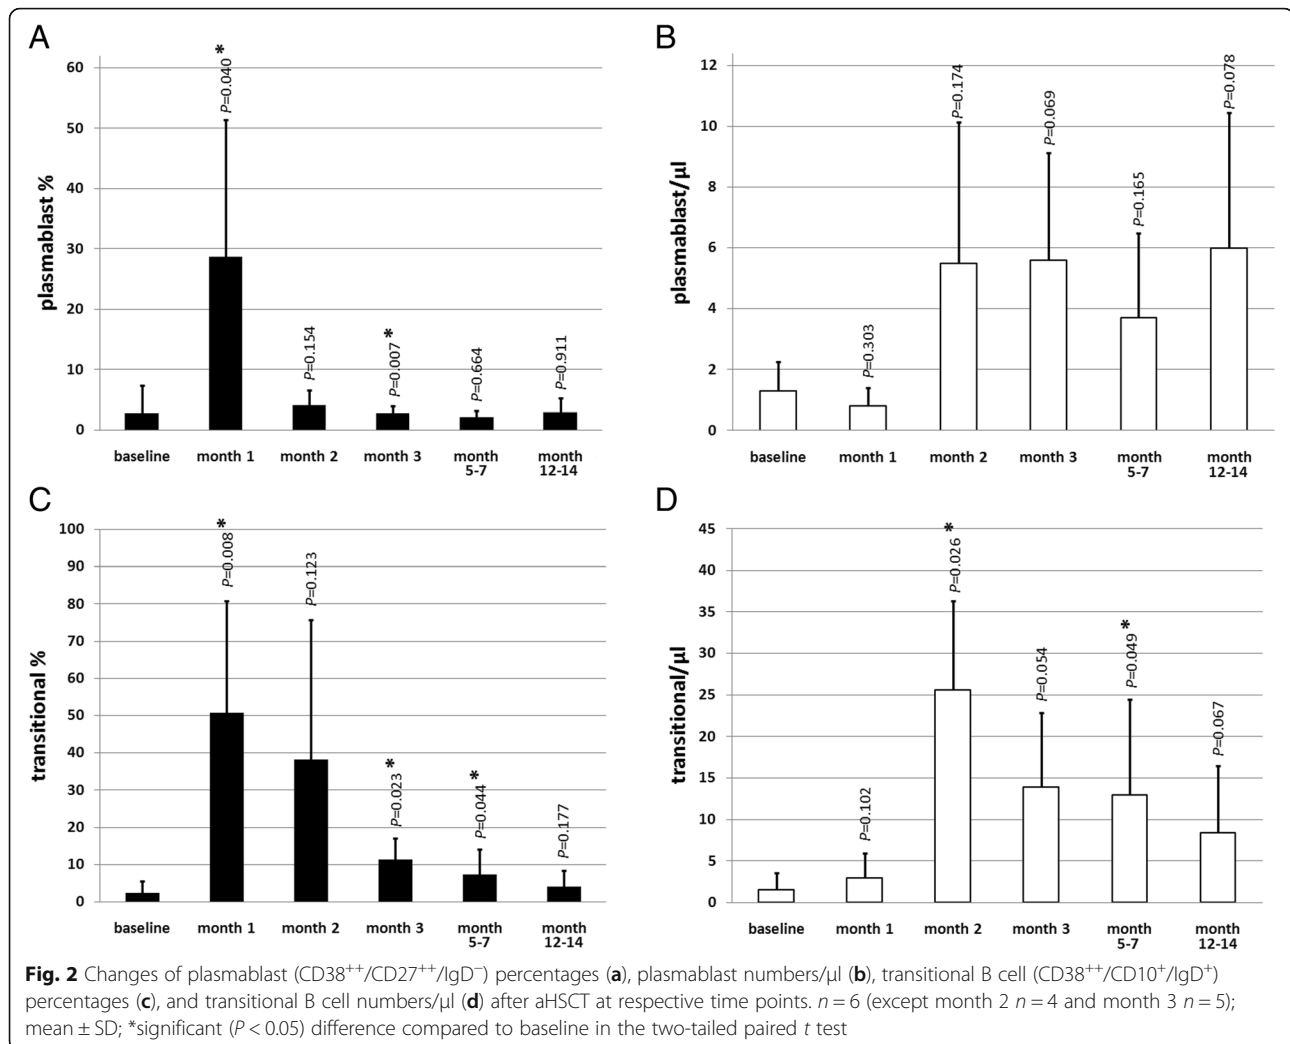 A
plasmablast %
60
50
40
30
20
10
0
P=0.040 *
P=0.154
P=0.007 *
P=0.664
P=0.911
baseline month 1 month 2 month 3 month 5-7 month 12-14
B
plasmablast/µl
12
10
8
6
4
2
0
P=0.303
P=0.174
P=0.069
P=0.165
P=0.078
baseline month 1 month 2 month 3 month 5-7 month 12-14
C
transitional %
100
90
80
70
60
50
40
30
20
10
0
P=0.008 *
P=0.123
P=0.023 *
P=0.044 *
P=0.177
baseline month 1 month 2 month 3 month 5-7 month 12-14
D
transitional/µl
45
40
35
30
25
20
15
10
5
0
P=0.102
P=0.026 *
P=0.054
P=0.049 *
P=0.067
baseline month 1 month 2 month 3 month 5-7 month 12-14
Fig. 2 Changes of plasmablast (CD38⁺⁺/CD27⁺⁺/IgD⁻) percentages (a), plasmablast numbers/µl (b), transitional B cell (CD38⁺⁺/CD10⁺/IgD⁺)
percentages (c), and transitional B cell numbers/µl (d) after aHSCT at respective time points. n = 6 (except month 2 n = 4 and month 3 n = 5);
mean ± SD; *significant (P < 0.05) difference compared to baseline in the two-tailed paired t test